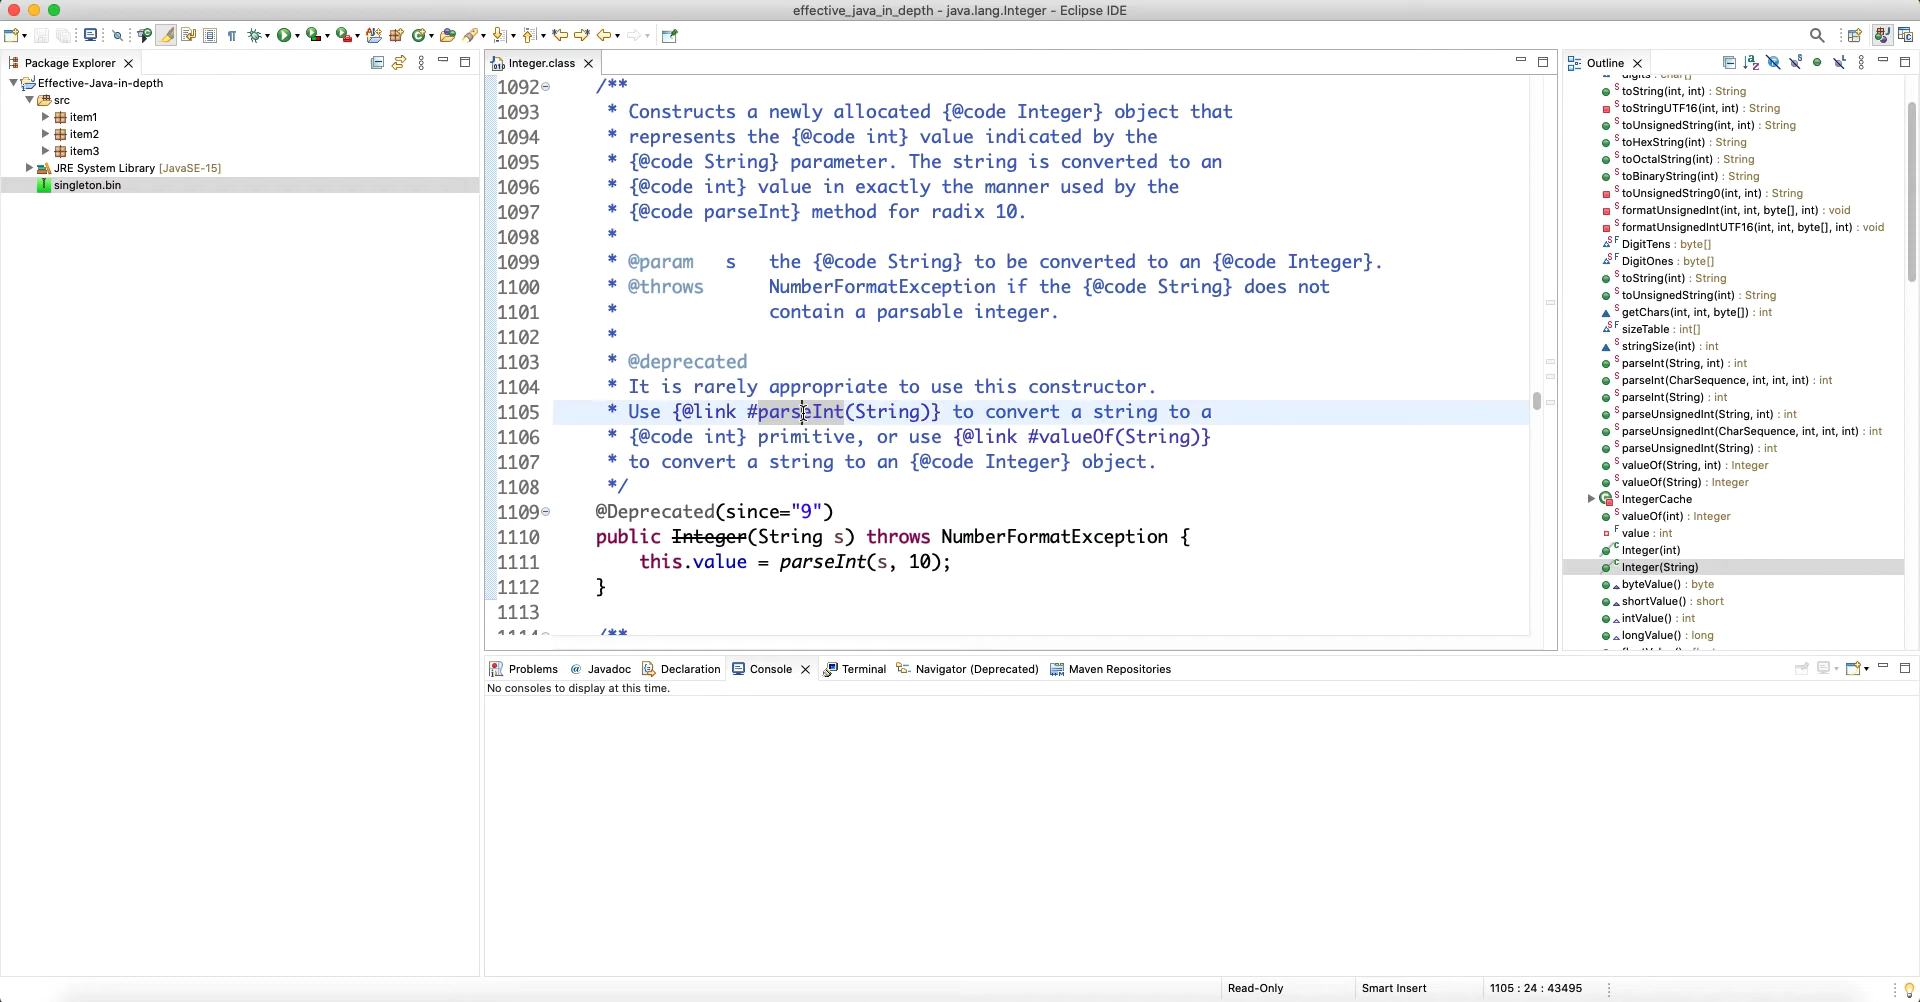 effective_java_in_depth - java.lang.Integer - Eclipse IDE
Package Explorer
Effective-Java-in-depth
src
item1
item2
item3
JRE System Library [JavaSE-15]
singleton.bin
Integer.class
1092 /**
1093 * Constructs a newly allocated {@code Integer} object that
1094 * represents the {@code int} value indicated by the
1095 * {@code String} parameter. The string is converted to an
1096 * {@code int} value in exactly the manner used by the
1097 * {@code parseInt} method for radix 10.
1098 *
1099 * @param s the {@code String} to be converted to an {@code Integer}.
1100 * @throws NumberFormatException if the {@code String} does not
1101 * contain a parsable integer.
1102 *
1103 * @deprecated
1104 * It is rarely appropriate to use this constructor.
1105 * Use {@link #parseInt(String)} to convert a string to a
1106 * {@code int} primitive, or use {@link #valueOf(String)}
1107 * to convert a string to an {@code Integer} object.
1108 */
1109 @Deprecated(since="9")
1110 public Integer(String s) throws NumberFormatException {
1111 this.value = parseInt(s, 10);
1112 }
1113
1114 /**
Outline
digits : char[]
toString(int, int) : String
toStringUTF16(int, int) : String
toUnsignedString(int, int) : String
toHexString(int) : String
toOctalString(int) : String
toBinaryString(int) : String
toUnsignedString0(int, int) : String
formatUnsignedInt(int, int, byte[], int) : void
formatUnsignedIntUTF16(int, int, byte[], int) : void
DigitTens : byte[]
DigitOnes : byte[]
toString(int) : String
toUnsignedString(int) : String
getChars(int, int, byte[]) : int
sizeTable : int[]
stringSize(int) : int
parseInt(String, int) : int
parseInt(CharSequence, int, int, int) : int
parseInt(String) : int
parseUnsignedInt(String, int) : int
parseUnsignedInt(CharSequence, int, int, int) : int
parseUnsignedInt(String) : int
valueOf(String, int) : Integer
valueOf(String) : Integer
IntegerCache
valueOf(int) : Integer
value : int
Integer(int)
Integer(String)
byteValue() : byte
shortValue() : short
intValue() : int
longValue() : long
Problems @ Javadoc Declaration Console Terminal Navigator (Deprecated) Maven Repositories
No consoles to display at this time.
Read-Only Smart Insert 1105 : 24 : 43495